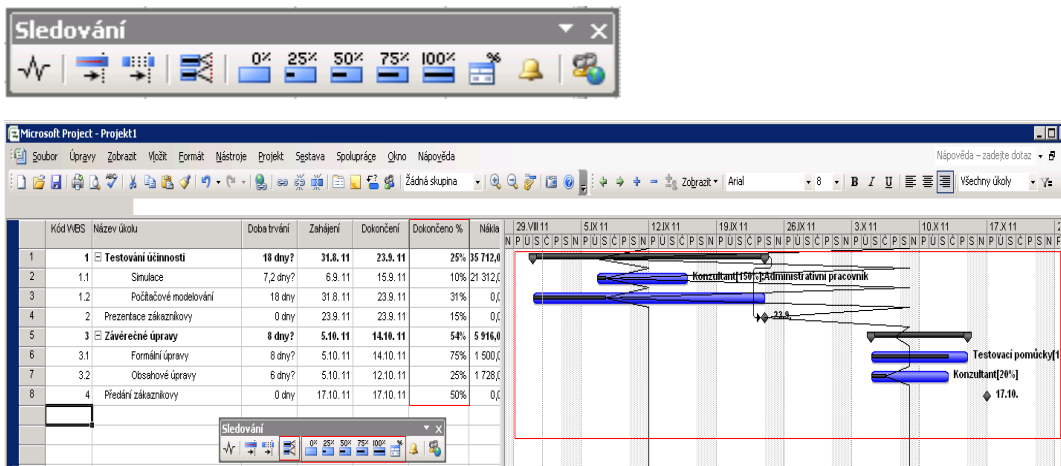 Sledování
0% 25% 50% 75% 100% %
Microsoft Project - Projekt1
Soubor Úpravy Zobrazit Vložit Formát Nástroje Projekt Sestava Spolupráce Okno Nápověda Nápověda – zadejte dotaz
Žádná skupina Zobrazit Arial 8 B I U Všechny úkoly
Kód WBS Název úkolu Doba trvání Zahájení Dokončení Dokončeno % Nákla 29.VIII 11 5.IX 11 12.IX 11 19.IX 11 26.IX 11 3.X 11 10.X 11 17.X 11
N P Ú S Č P S N P Ú S Č P S N P Ú S Č P S N P Ú S Č P S N P Ú S Č P S N P Ú S Č P S N P Ú S Č P S N P Ú S Č P S
1 1 Testování účinnosti 18 dny? 31.8. 11 23.9. 11 25% 35 712,0
2 1.1 Simulace 7,2 dny? 6.9. 11 15.9. 11 10% 21 312,0 Konzultant[150%];Administrativní pracovník
3 1.2 Počítačové modelování 18 dny 31.8. 11 23.9. 11 31% 0,0
4 2 Prezentace zákazníkovy 0 dny 23.9. 11 23.9. 11 15% 0,0 23.9.
5 3 Závěrečné úpravy 8 dny? 5.10. 11 14.10. 11 54% 5 916,0
6 3.1 Formální úpravy 8 dny? 5.10. 11 14.10. 11 75% 1 500,0 Testovací pomůcky[1
7 3.2 Obsahové úpravy 6 dny? 5.10. 11 12.10. 11 25% 1 728,0 Konzultant[20%]
8 4 Předání zákazníkovy 0 dny 17.10. 11 17.10. 11 50% 0,0 17.10.
Sledování
0% 25% 50% 75% 100% %